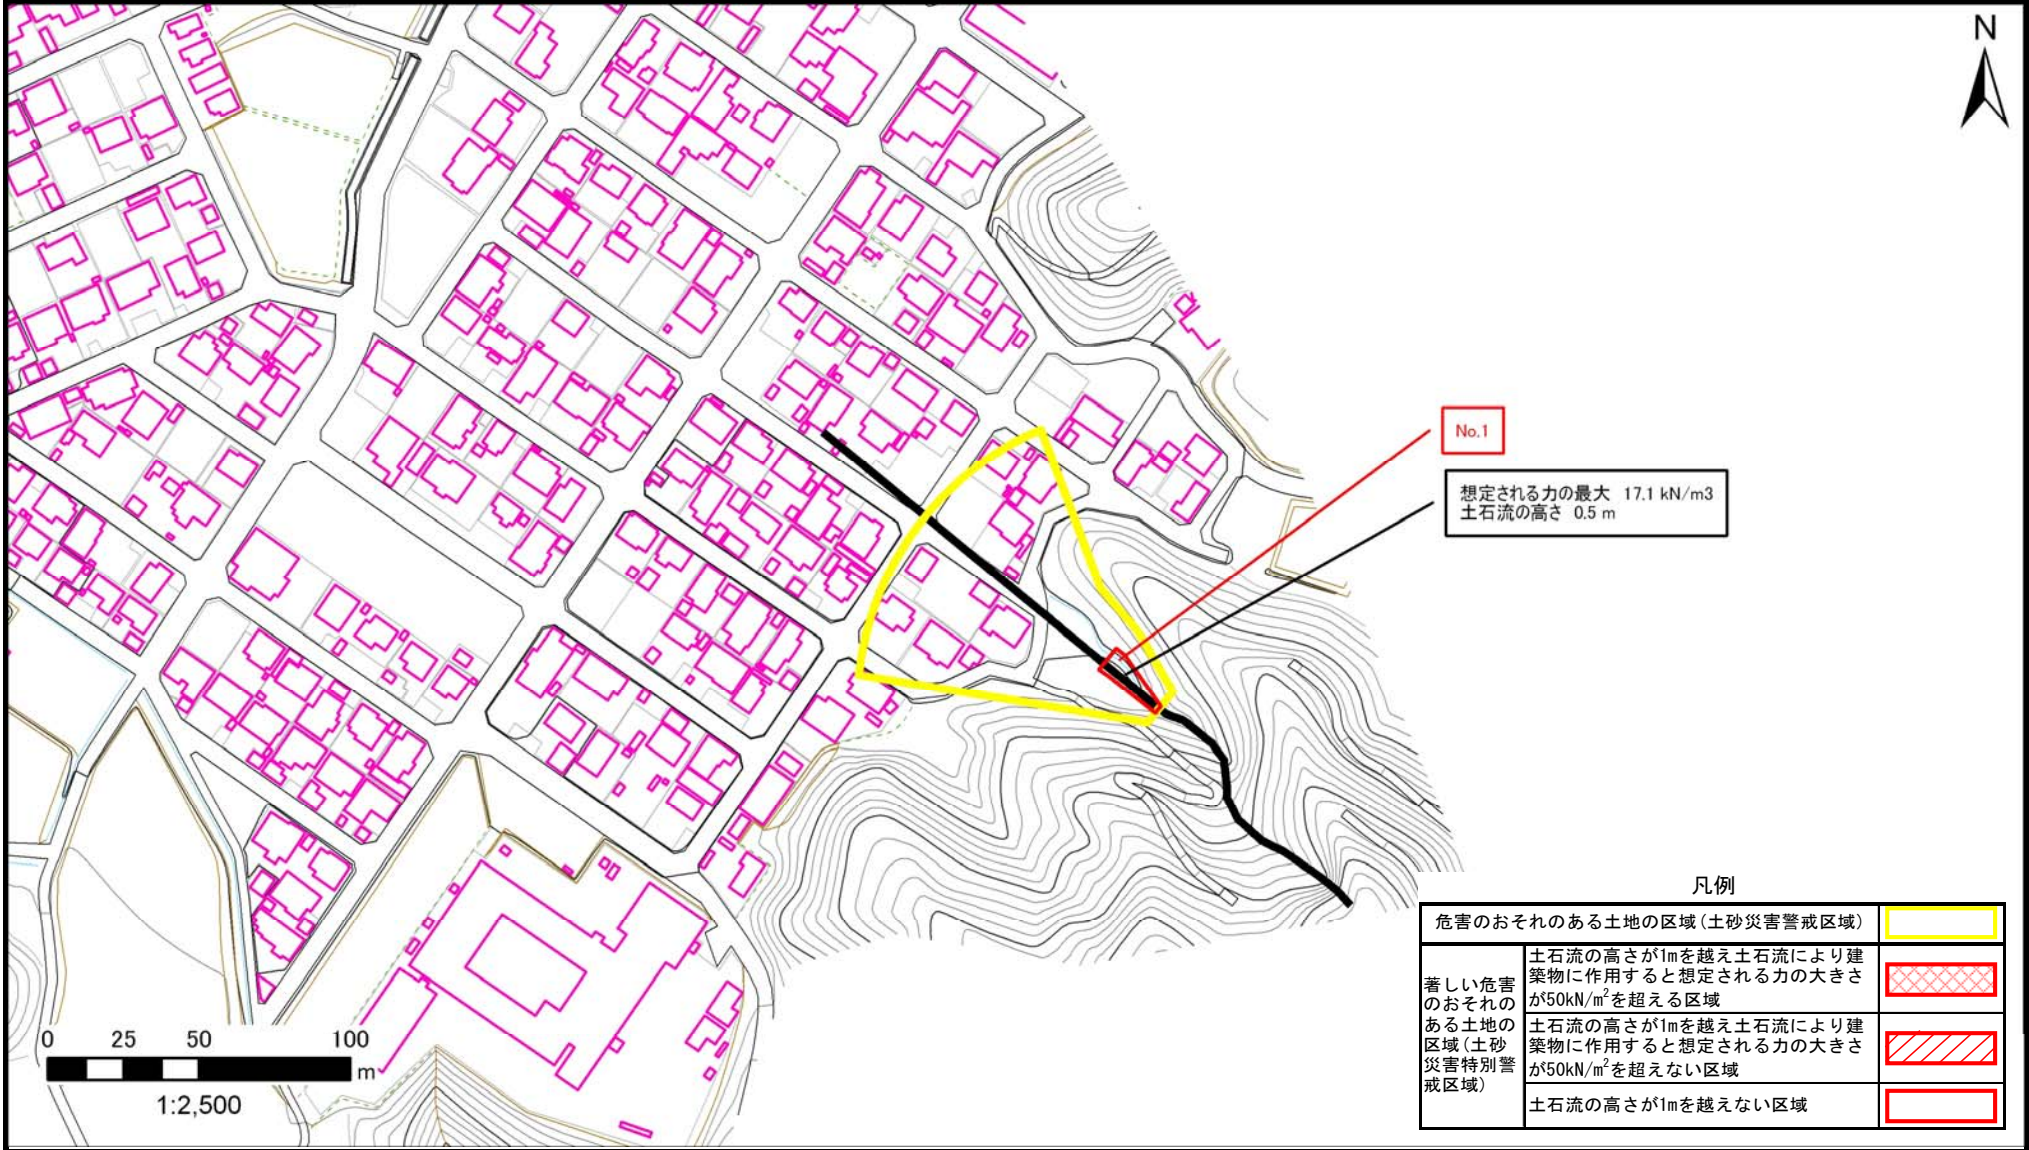 N
No.1
想定される力の最大 17.1 kN/m3
土石流の高さ 0.5 m
凡例
危害のおそれのある土地の区域(土砂災害警戒区域)
著しい危害
のおそれの
ある土地の
区域(土砂
災害特別警
戒区域)
土石流の高さが1mを越え土石流により建
築物に作用すると想定される力の大きさ
が50kN/m²を超える区域
土石流の高さが1mを越え土石流により建
築物に作用すると想定される力の大きさ
が50kN/m²を超えない区域
土石流の高さが1mを越えない区域
0 25 50 100
m
1:2,500